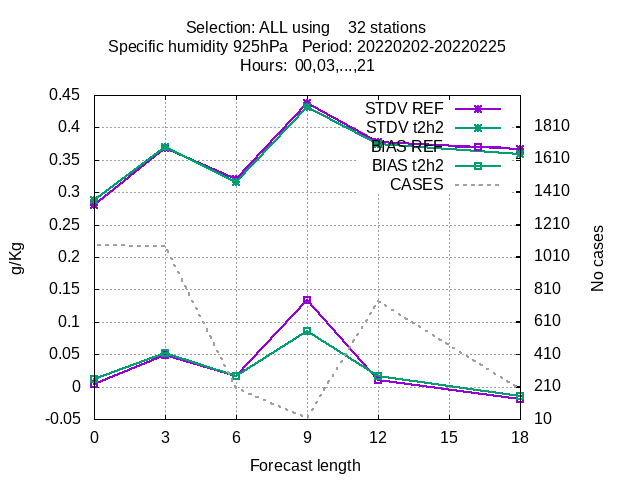 Selection: ALL using    32 stations
Specific humidity 925hPa   Period: 20220202-20220225
Hours: 00,03,...,21
STDV REF
STDV t2h2
BIAS REF
BIAS t2h2
CASES
0.45
0.4
0.35
0.3
0.25
0.2
0.15
0.1
0.05
0
-0.05
1810
1610
1410
1210
1010
810
610
410
210
10
g/Kg
No cases
0 3 6 9 12 15 18
Forecast length